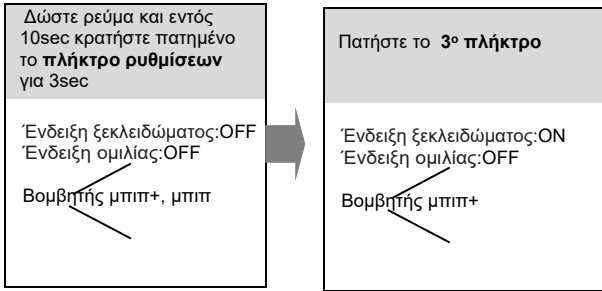 Δώστε ρεύμα και εντός
10sec κρατήστε πατημένο
το πλήκτρο ρυθμίσεων
για 3sec
Ένδειξη ξεκλειδώματος:OFF
Ένδειξη ομιλίας:OFF
Βομβητής μπιπ+, μπιπ
Πατήστε το 3ο πλήκτρο
Ένδειξη ξεκλειδώματος:ON
Ένδειξη ομιλίας:OFF
Βομβητής μπιπ+